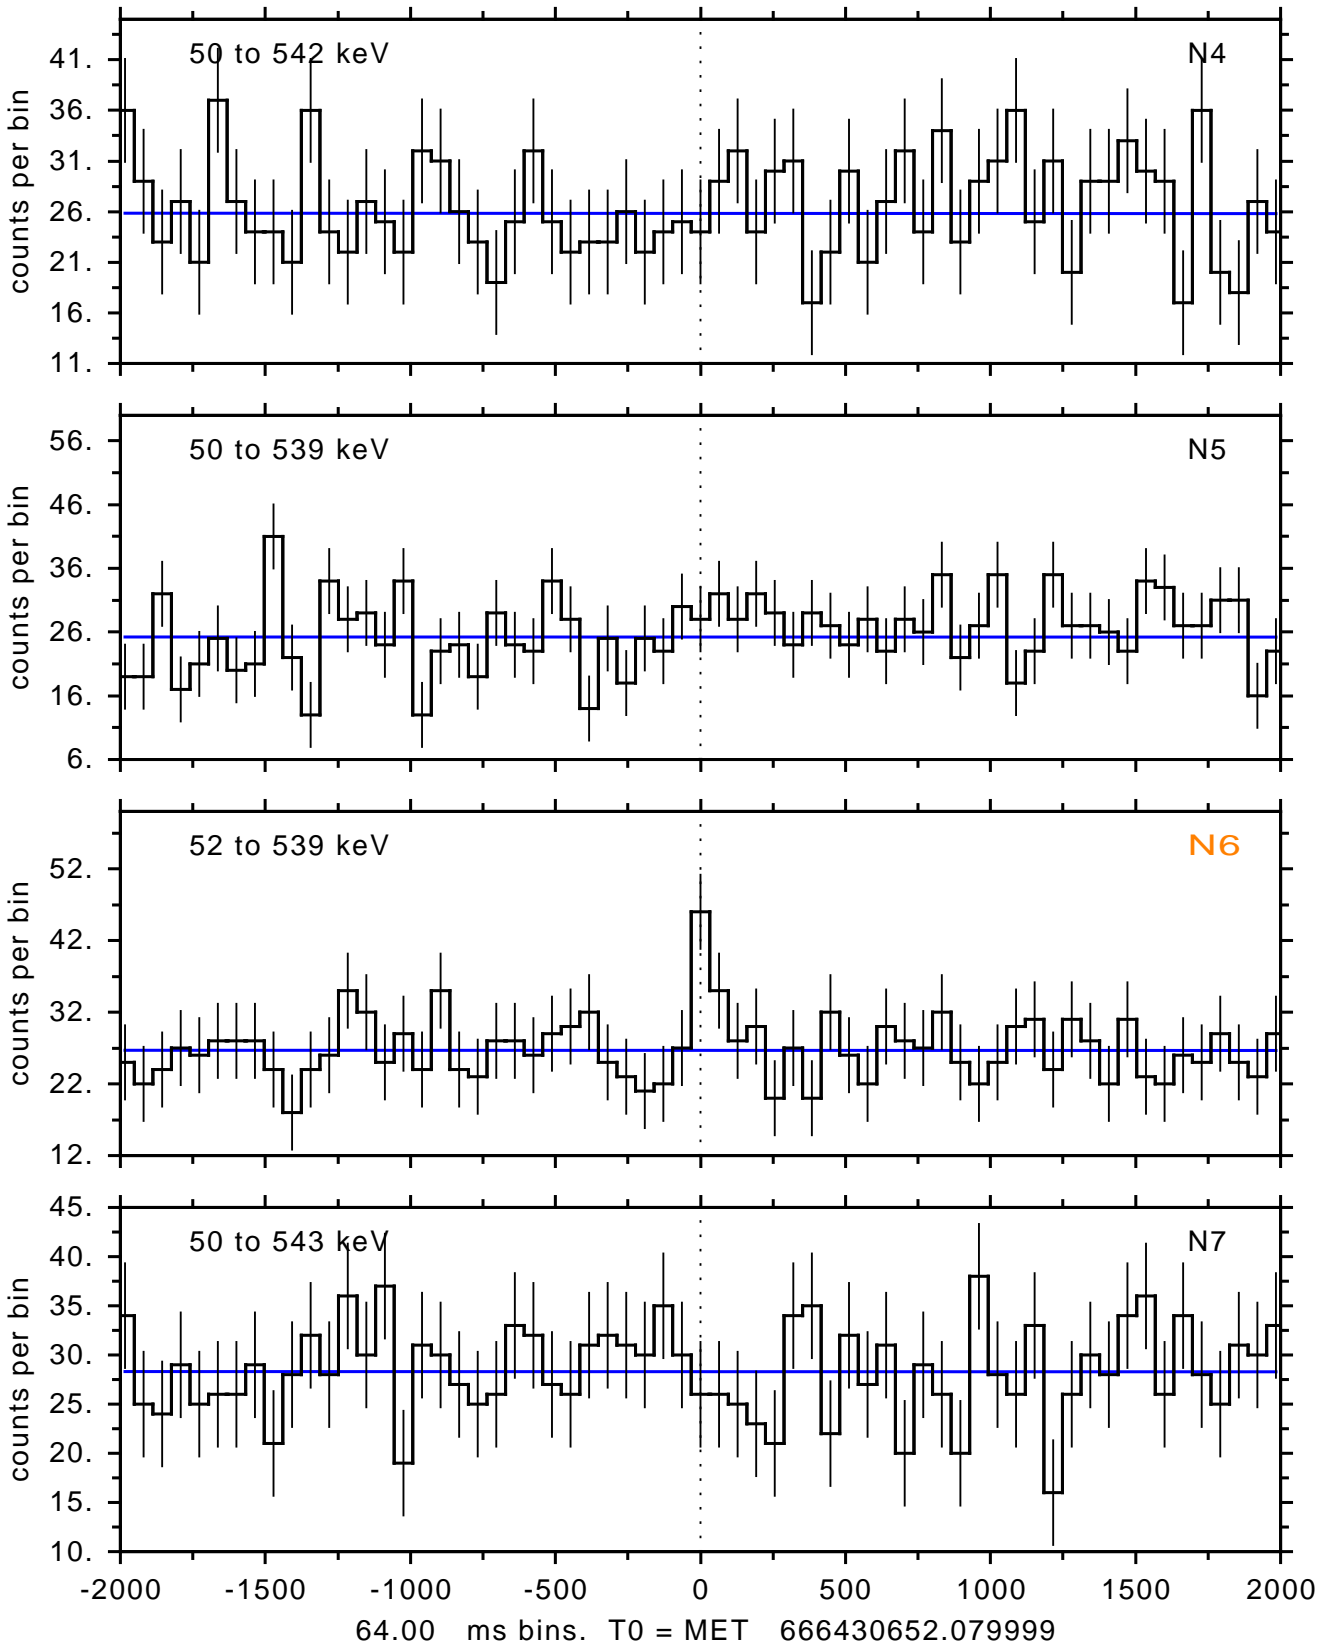 50 to 542 keV N4
41.
36.
31.
26.
21.
16.
11.
counts per bin
50 to 539 keV N5
56.
46.
36.
26.
16.
6.
counts per bin
52 to 539 keV N6
52.
42.
32.
22.
12.
counts per bin
50 to 543 keV N7
45.
40.
35.
30.
25.
20.
15.
10.
counts per bin
-2000 -1500 -1000 -500 0 500 1000 1500 2000
64.00 ms bins. T0 = MET 666430652.079999